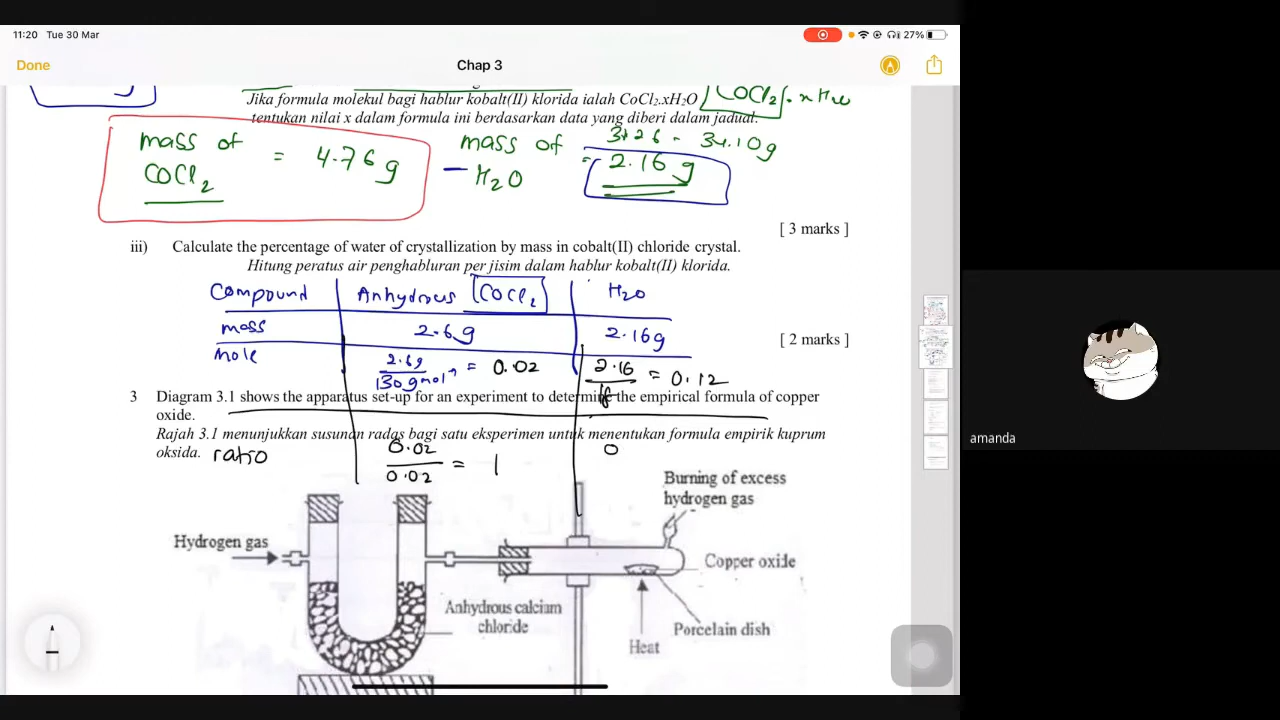 11:20 Tue 30 Mar
27%
Done
Chap 3
g
Jika formula molekul bagi hablur kobalt(II) klorida ialah CoCl₂.xH₂O
CoCl₂ . x H₂O
tentukan nilai x dalam formula ini berdasarkan data yang diberi dalam jadual.
mass of CoCl₂ = 4.76 g
mass of H₂O
34.10g
= 2.16 g
[ 3 marks ]
iii) Calculate the percentage of water of crystallization by mass in cobalt(II) chloride crystal.
Hitung peratus air penghabluran per jisim dalam hablur kobalt(II) klorida.
Compound Anhydrous CoCl₂ H₂O
mass 2.6g 2.16g
[ 2 marks ]
mole 2.6g / 130gmol⁻¹ = 0.02 2.16 / 18 = 0.12
3 Diagram 3.1 shows the apparatus set-up for an experiment to determine the empirical formula of copper
oxide.
Rajah 3.1 menunjukkan susunan radas bagi satu eksperimen untuk menentukan formula empirik kuprum
oksida.
ratio 0.02 / 0.02 = 1 0
Burning of excess
hydrogen gas
Hydrogen gas
Copper oxide
Anhydrous calcium
chloride
Porcelain dish
Heat
amanda